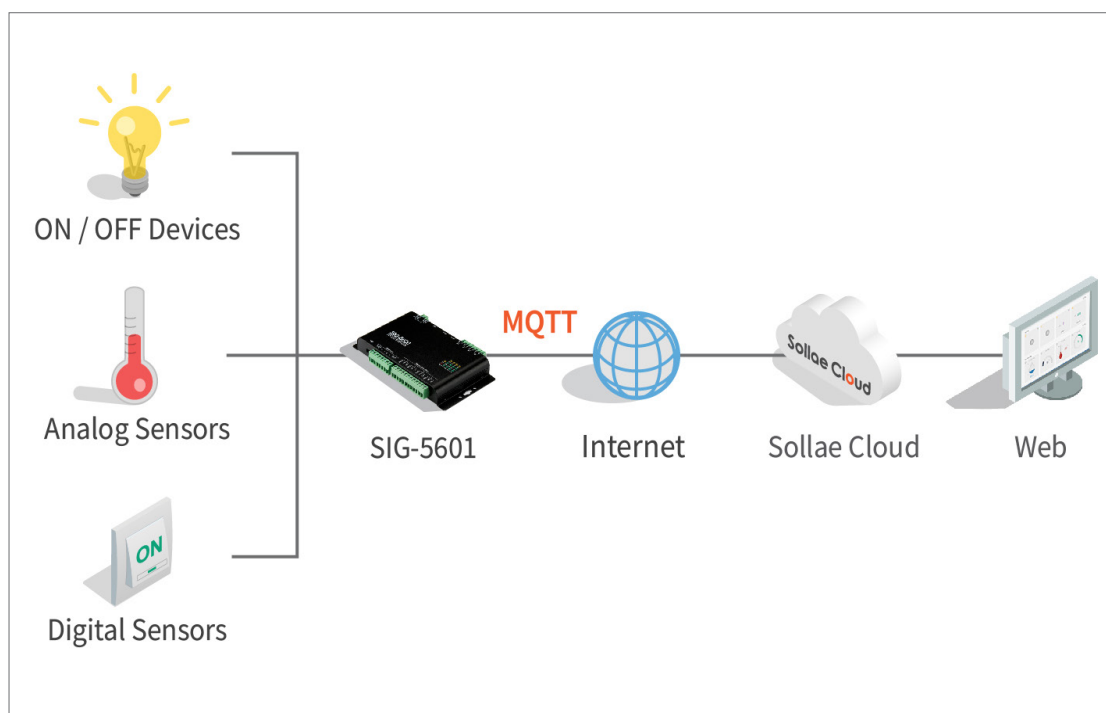 ON / OFF Devices
Analog Sensors
ON
Digital Sensors
SIG-5601
MQTT
Internet
Sollae Cloud
Sollae Cloud
Web